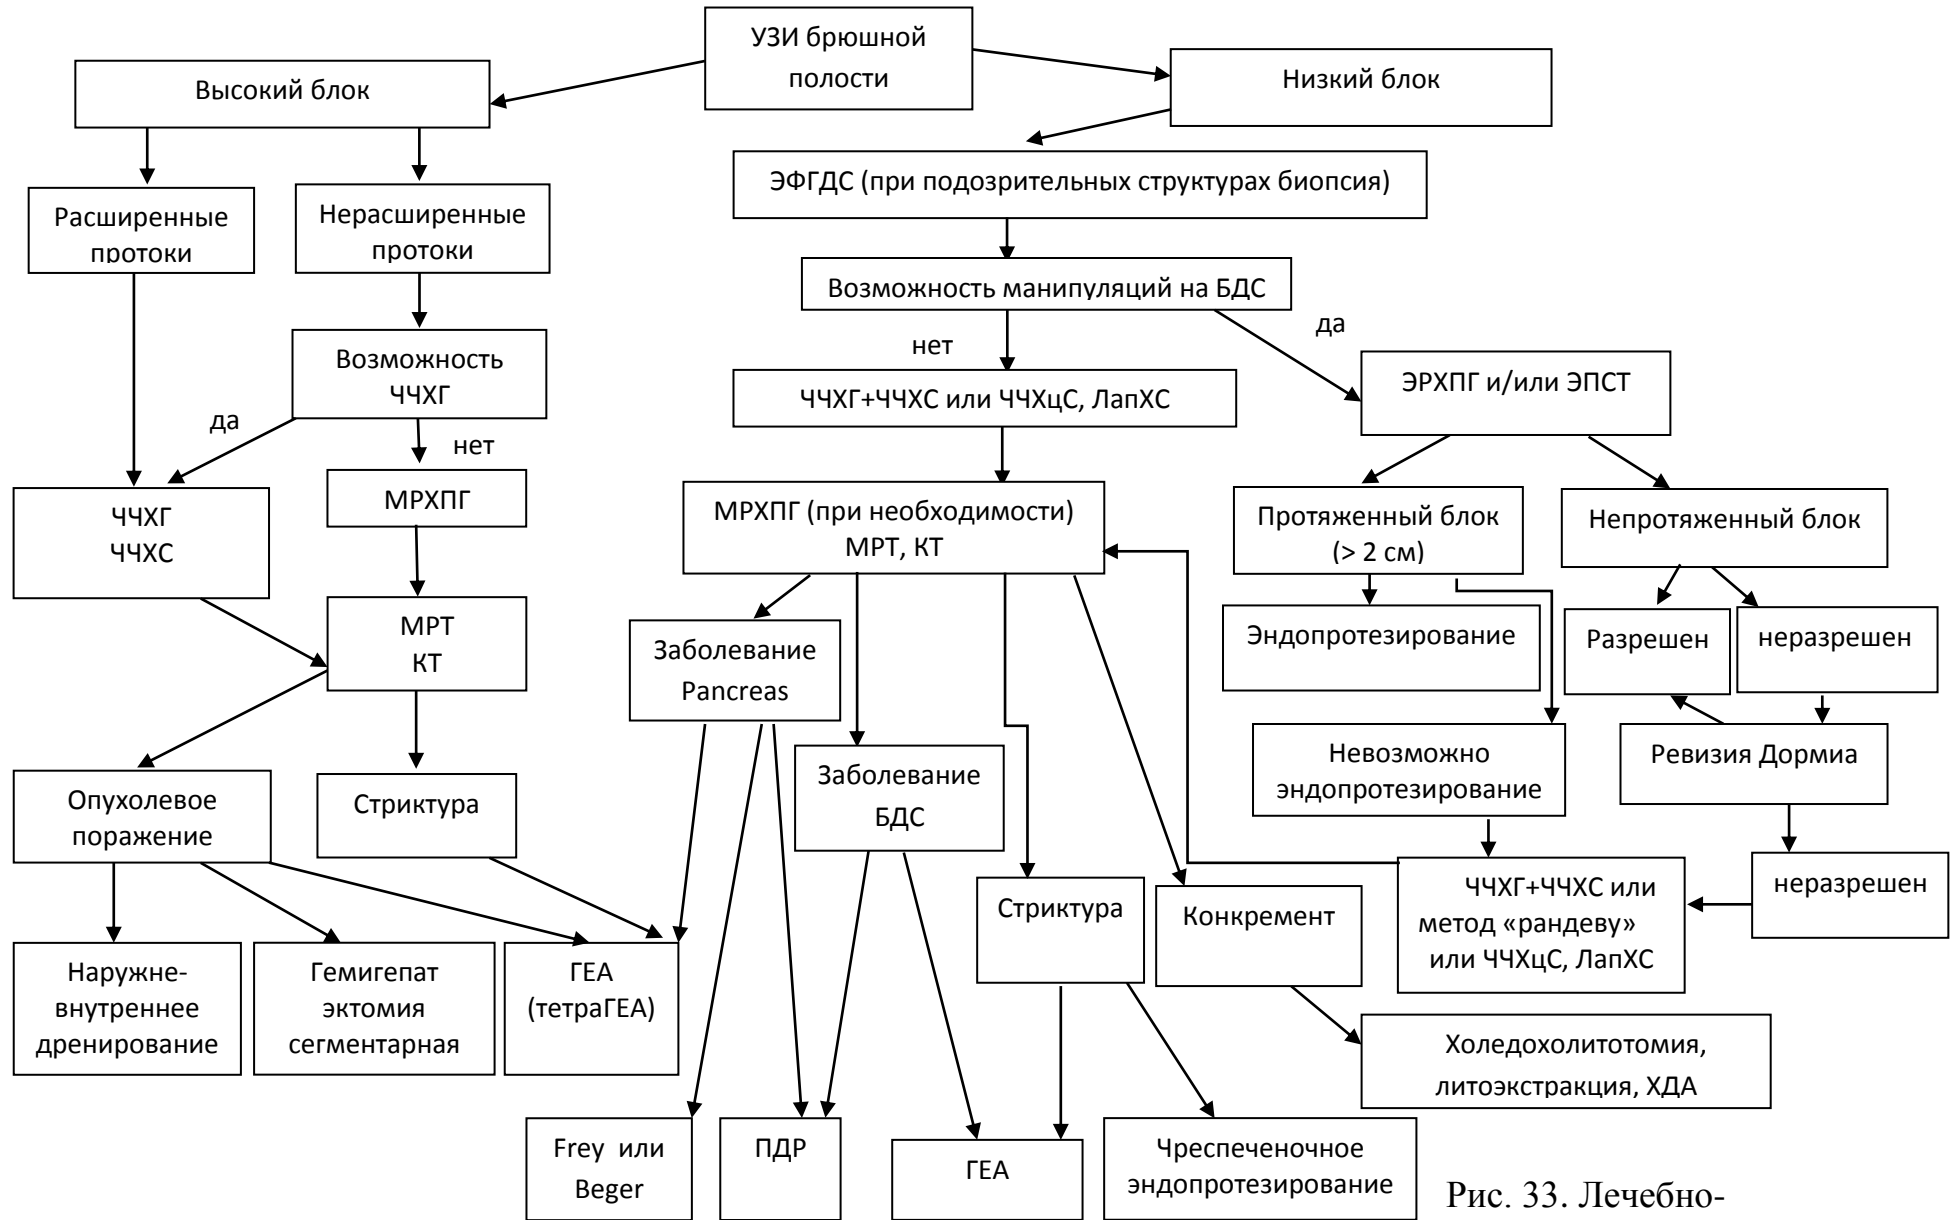 УЗИ брюшной
полости
Высокий блок
Низкий блок
ЭФГДС (при подозрительных структурах биопсия)
Расширенные
протоки
Нерасширенные
протоки
Возможность манипуляций на БДС
да
нет
Возможность
ЧЧХГ
ЧЧХГ+ЧЧХС или ЧЧХцС, ЛапХС
ЭРХПГ и/или ЭПСТ
да
нет
ЧЧХГ
ЧЧХС
МРХПГ
МРХПГ (при необходимости)
МРТ, КТ
Протяженный блок
(> 2 см)
Непротяженный блок
МРТ
КТ
Заболевание
Pancreas
Эндопротезирование
Разрешен
неразрешен
Опухолевое
поражение
Стриктура
Заболевание
БДС
Невозможно
эндопротезирование
Ревизия Дормиа
Стриктура
Конкремент
ЧЧХГ+ЧЧХС или
метод «рандеву»
или ЧЧХцС, ЛапХС
неразрешен
Наружне-
внутреннее
дренирование
Гемигепат
эктомия
сегментарная
ГЕА
(тетраГЕА)
Холедохолитотомия,
литоэкстракция, ХДА
Frey или
Beger
ПДР
ГЕА
Чреспеченочное
эндопротезирование
Рис. 33. Лечебно-